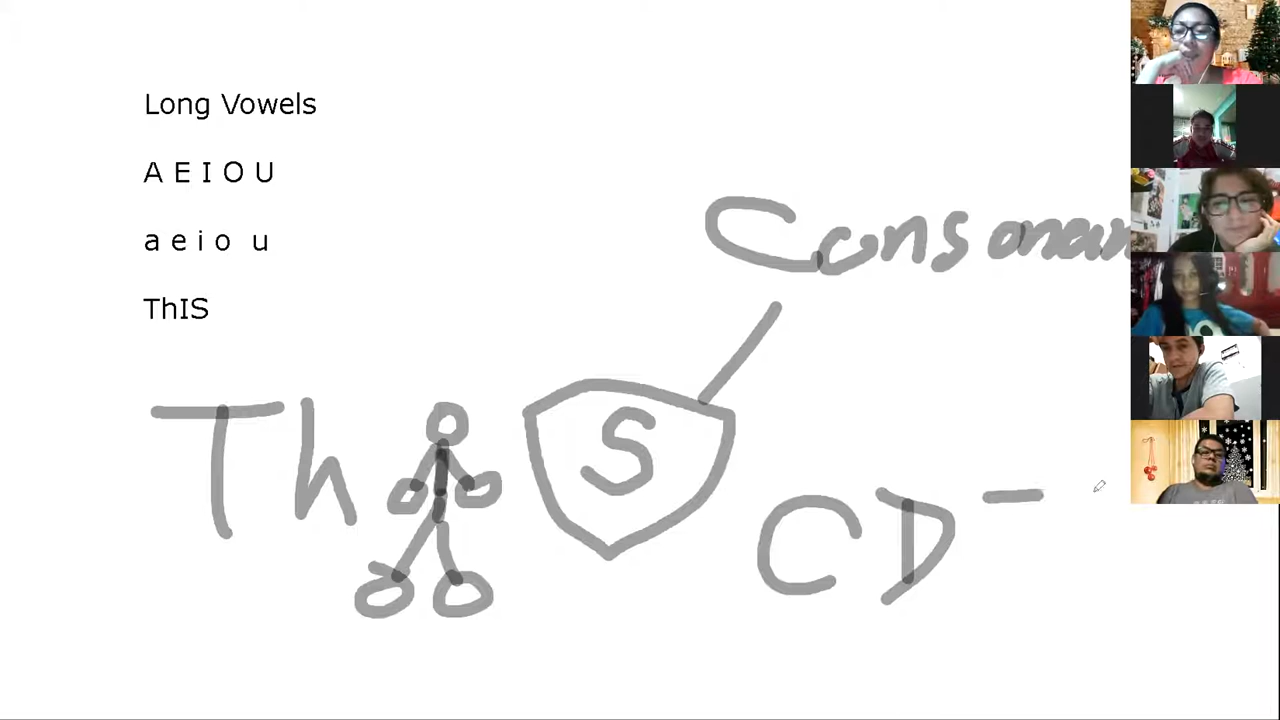 Long Vowels
A E I O U
a e i o u
ThIS
Th S
CD -